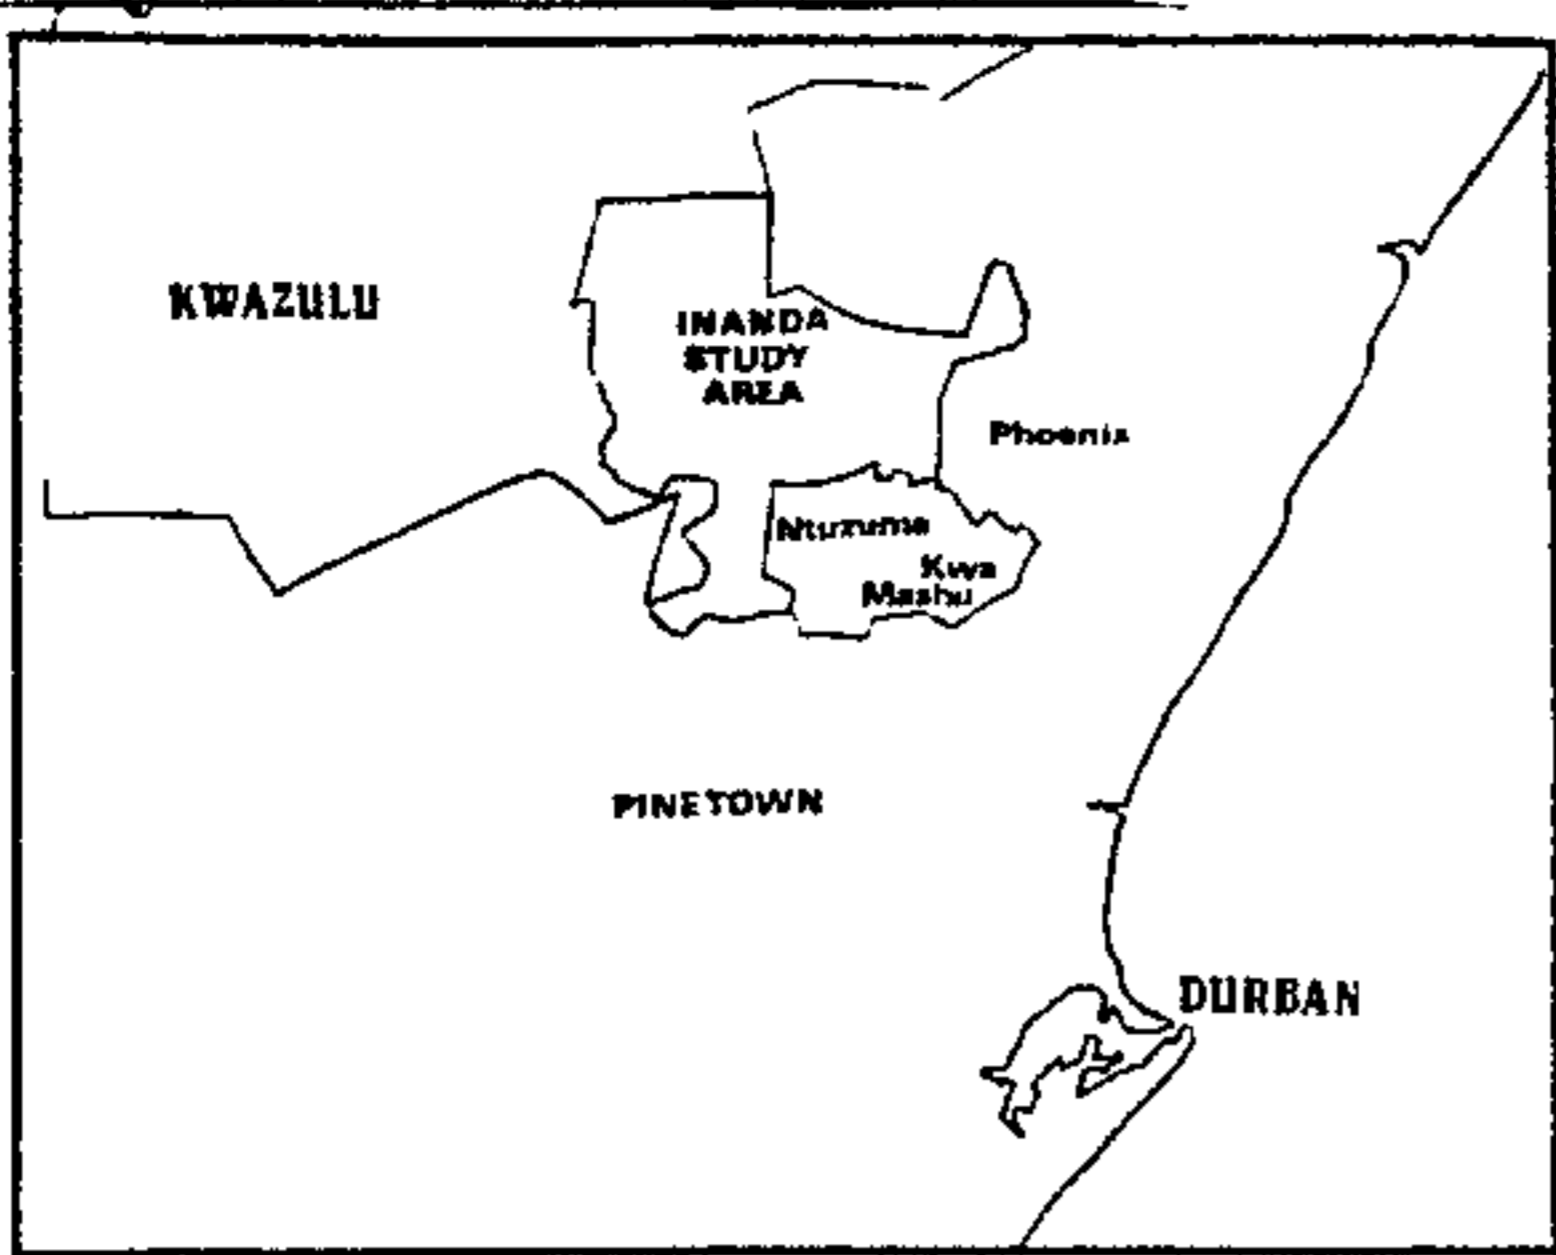 KWAZULU
INANDA
STUDY
AREA
Phoenix
Ntuzuma
Kwa
Mashu
PINETOWN
DURBAN